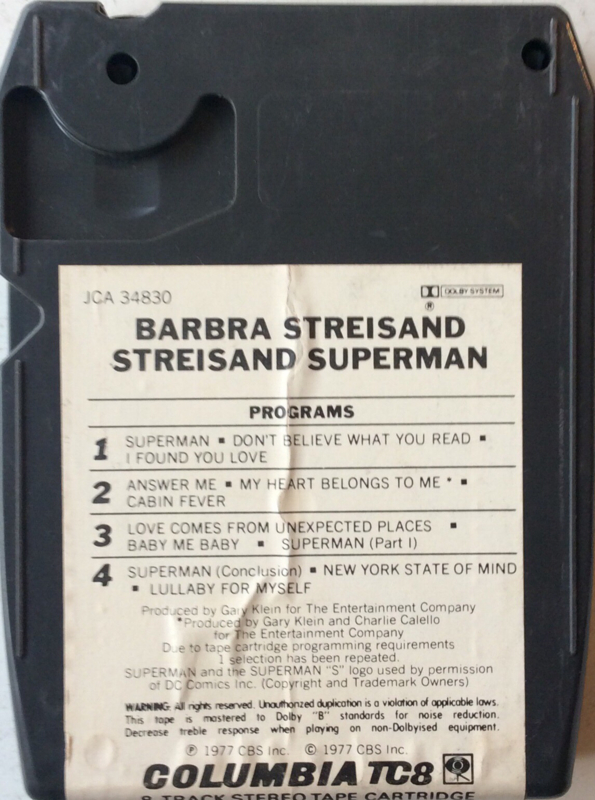 JCA 34830
DOLBY SYSTEM
®
BARBRA STREISAND
STREISAND SUPERMAN
PROGRAMS
1 SUPERMAN ▪ DON'T BELIEVE WHAT YOU READ ▪
I FOUND YOU LOVE
2 ANSWER ME ▪ MY HEART BELONGS TO ME * ▪
CABIN FEVER
3 LOVE COMES FROM UNEXPECTED PLACES ▪
BABY ME BABY ▪ SUPERMAN (Part I)
4 SUPERMAN (Conclusion) ▪ NEW YORK STATE OF MIND
▪ LULLABY FOR MYSELF
Produced by Gary Klein for The Entertainment Company
*Produced by Gary Klein and Charlie Calello
for The Entertainment Company
Due to tape cartridge programming requirements
1 selection has been repeated.
SUPERMAN and the SUPERMAN "S" logo used by permission
of DC Comics Inc. (Copyright and Trademark Owners)
WARNING: All rights reserved. Unauthorized duplication is a violation of applicable laws.
This tape is mastered to Dolby "B" standards for noise reduction.
Decrease treble response when playing on non-Dolbyised equipment.
℗ 1977 CBS Inc. © 1977 CBS Inc.
COLUMBIA TC8
8 TRACK STEREO TAPE CARTRIDGE